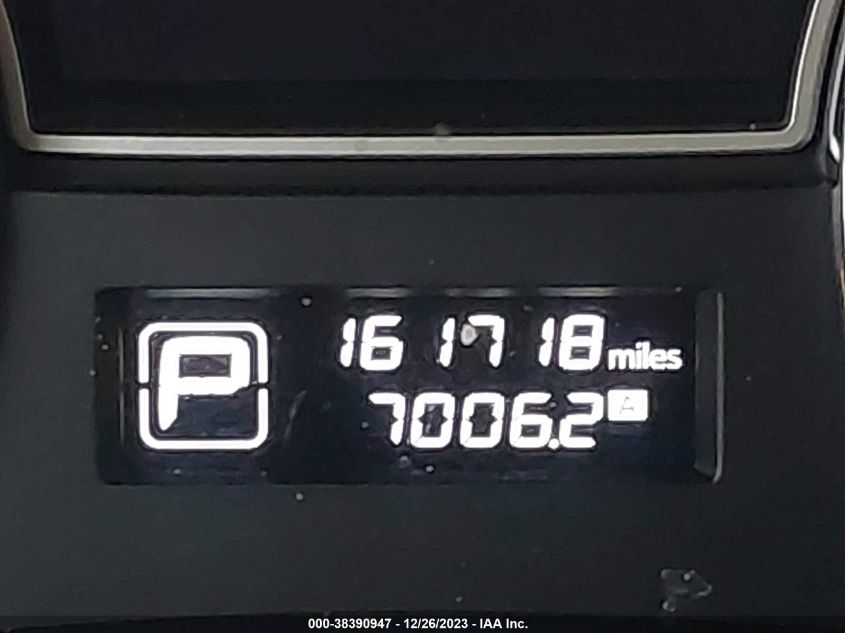 P
161718 miles
7006.2 A
000-38390947 - 12/26/2023 - IAA Inc.